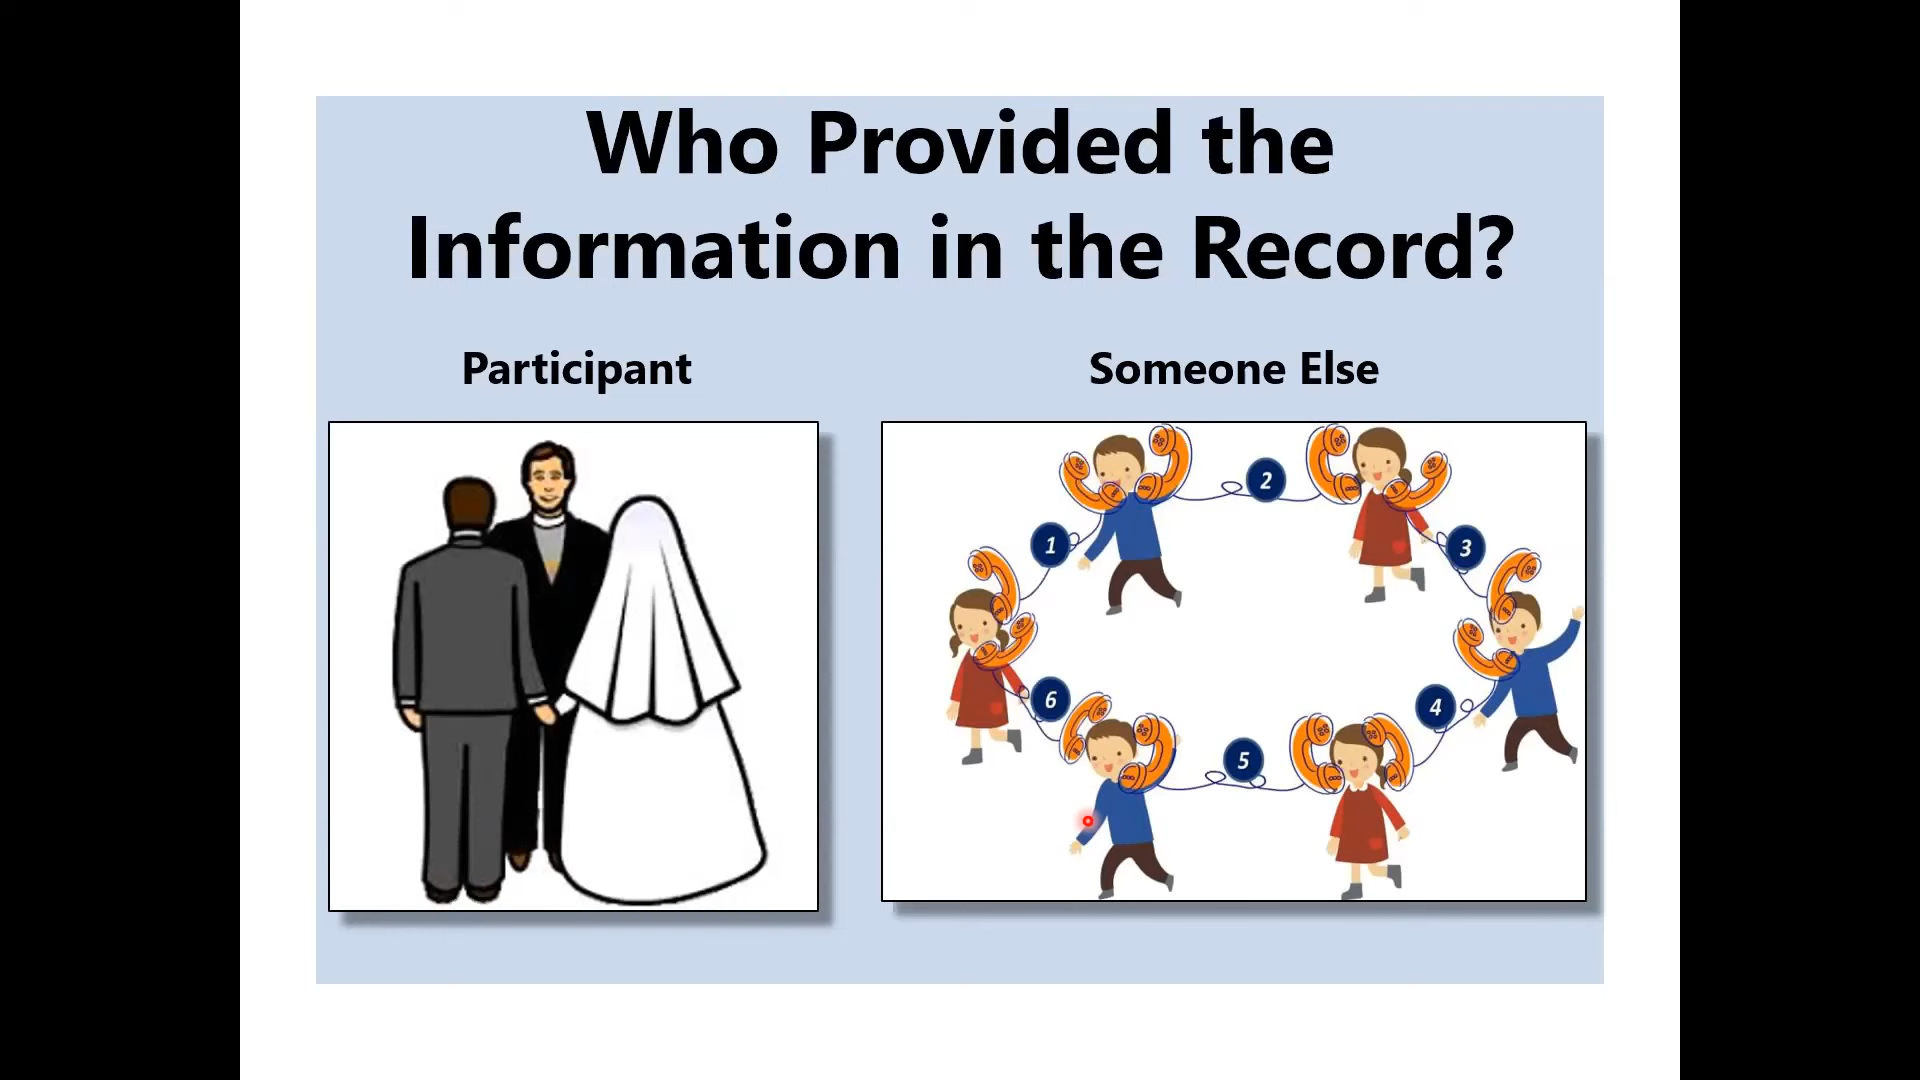 Who Provided the
Information in the Record?
Participant
Someone Else
1
2
3
4
5
6